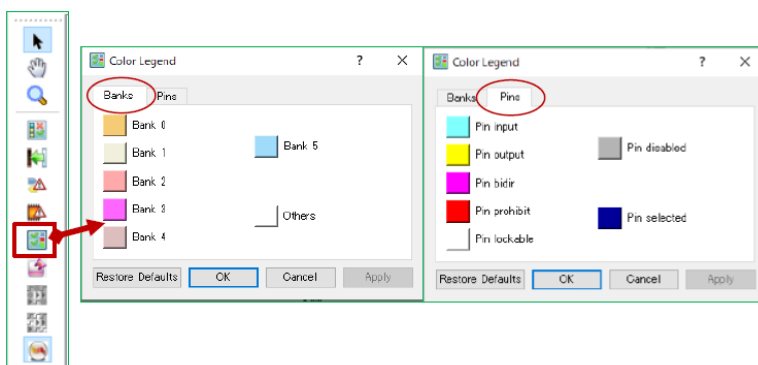 Color Legend
Banks Pins
Bank 0
Bank 1
Bank 2
Bank 3
Bank 4
Bank 5
Others
Restore Defaults OK Cancel Apply
Color Legend
Banks Pins
Pin input
Pin output
Pin bidir
Pin prohibit
Pin lockable
Pin disabled
Pin selected
Restore Defaults OK Cancel Apply